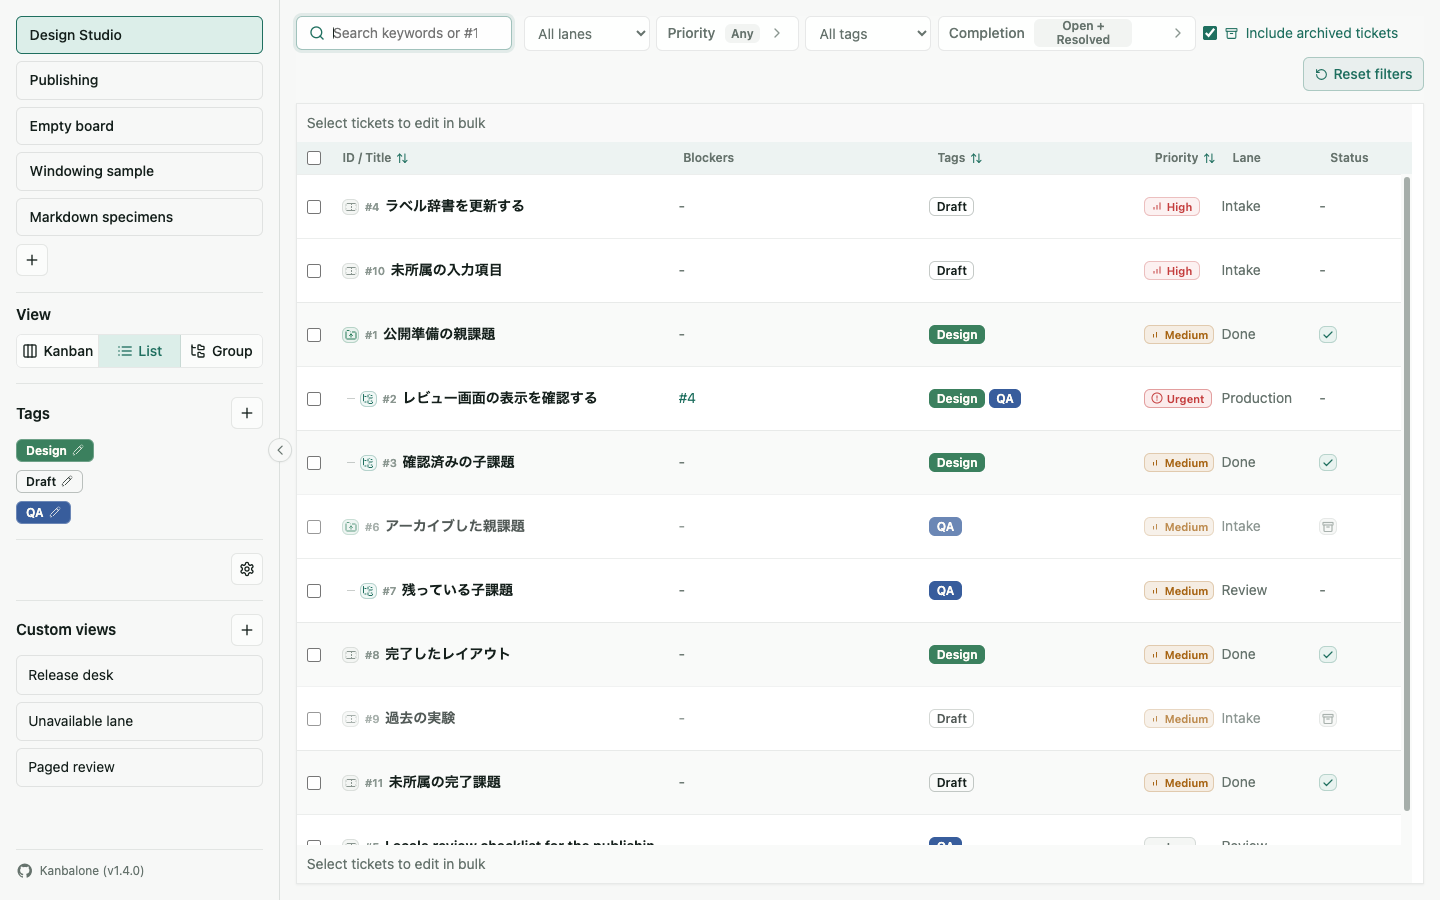 Design Studio
Publishing
Empty board
Windowing sample
Markdown specimens
View
Kanban
List
Group
Tags
Design
Draft
QA
Custom views
Release desk
Unavailable lane
Paged review
Kanbalone (v1.4.0)
Search keywords or #1
All lanes
Priority Any
All tags
Completion Open + Resolved
Include archived tickets
Reset filters
Select tickets to edit in bulk
ID / Title Blockers Tags Priority Lane Status
#4 ラベル辞書を更新する - Draft High Intake -
#10 未所属の入力項目 - Draft High Intake -
#1 公開準備の親課題 - Design Medium Done
#2 レビュー画面の表示を確認する #4 Design QA Urgent Production -
#3 確認済みの子課題 - Design Medium Done
#6 アーカイブした親課題 - QA Medium Intake
#7 残っている子課題 - QA Medium Review -
#8 完了したレイアウト - Design Medium Done
#9 過去の実験 - Draft Medium Intake
#11 未所属の完了課題 - Draft Medium Done
Locale review checklist for the publishin QA Review
Select tickets to edit in bulk